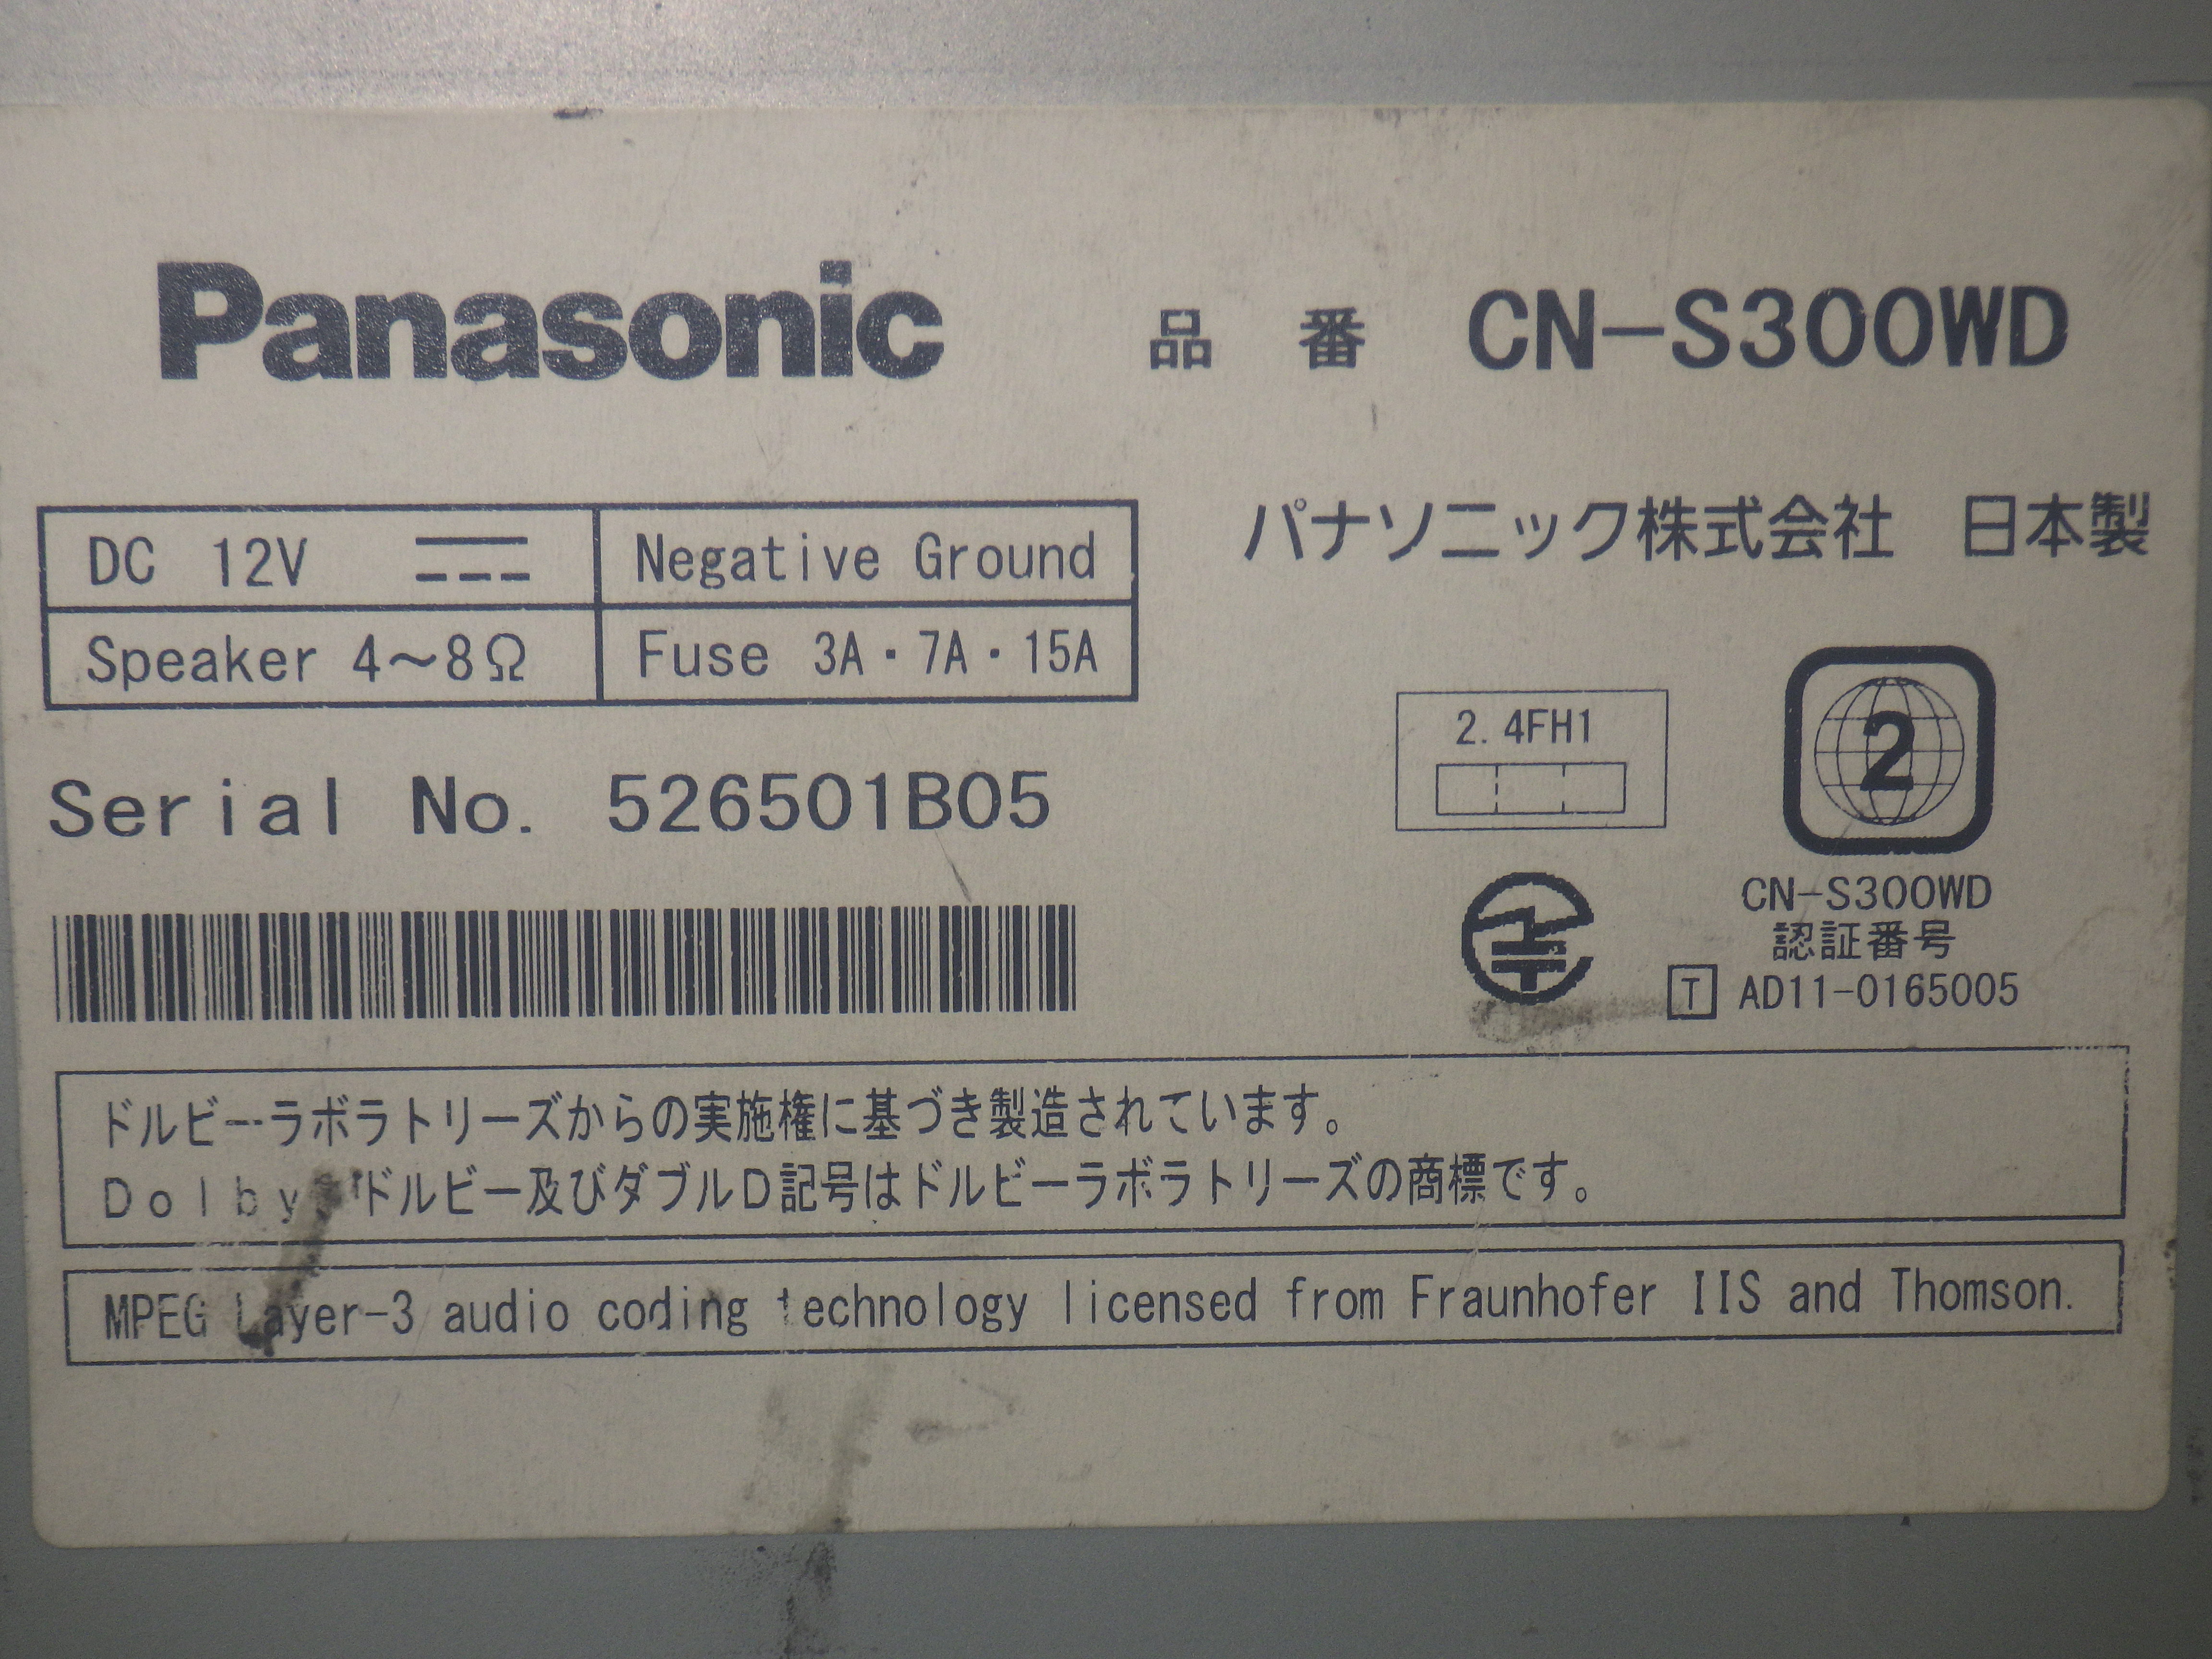 Panasonic 品 番 CN-S300WD
パナソニック株式会社 日本製
DC 12V Negative Ground
Speaker 4～8Ω Fuse 3A・7A・15A
2.4FH1
2
Serial No. 526501B05
CN-S300WD
認証番号
T AD11-0165005
ドルビーラボラトリーズからの実施権に基づき製造されています。
Dolby、ドルビー及びダブルD記号はドルビーラボラトリーズの商標です。
MPEG Layer-3 audio coding technology licensed from Fraunhofer IIS and Thomson.